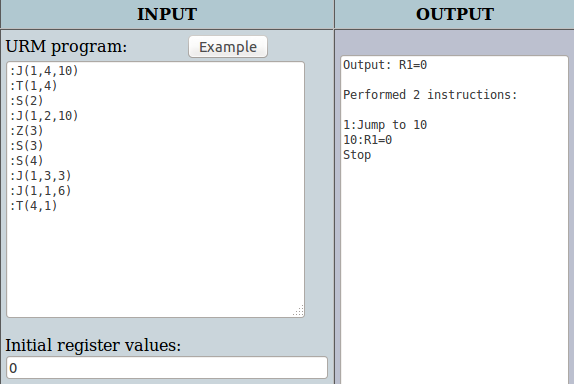 INPUT
URM program:
Example
:J(1,4,10)
:T(1,4)
:S(2)
:J(1,2,10)
:Z(3)
:S(3)
:S(4)
:J(1,3,3)
:J(1,1,6)
:T(4,1)
Initial register values:
0
OUTPUT
Output: R1=0
Performed 2 instructions:
1:Jump to 10
10:R1=0
Stop